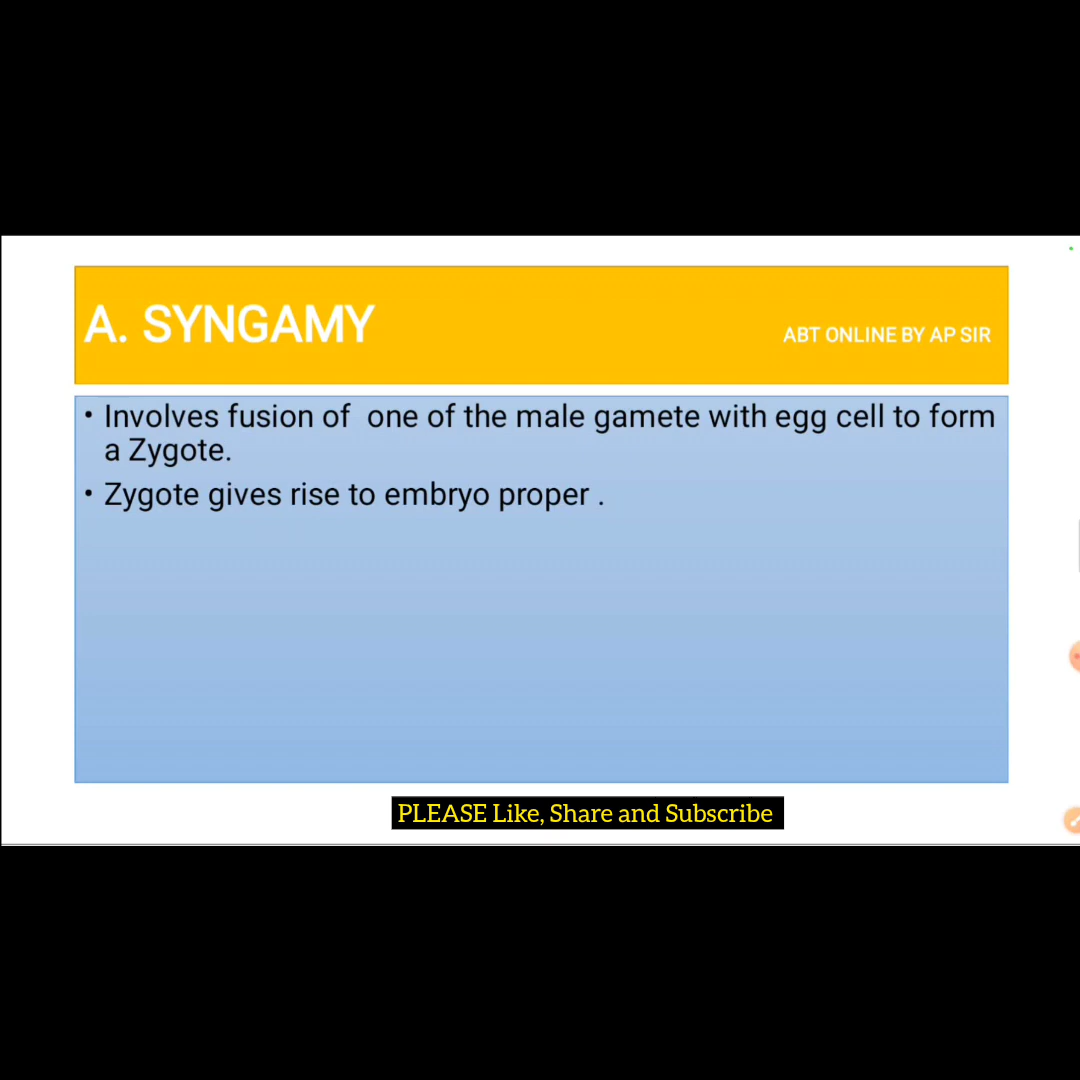 A. SYNGAMY
ABT ONLINE BY AP SIR
• Involves fusion of  one of the male gamete with egg cell to form
a Zygote.
• Zygote gives rise to embryo proper .
PLEASE Like, Share and Subscribe